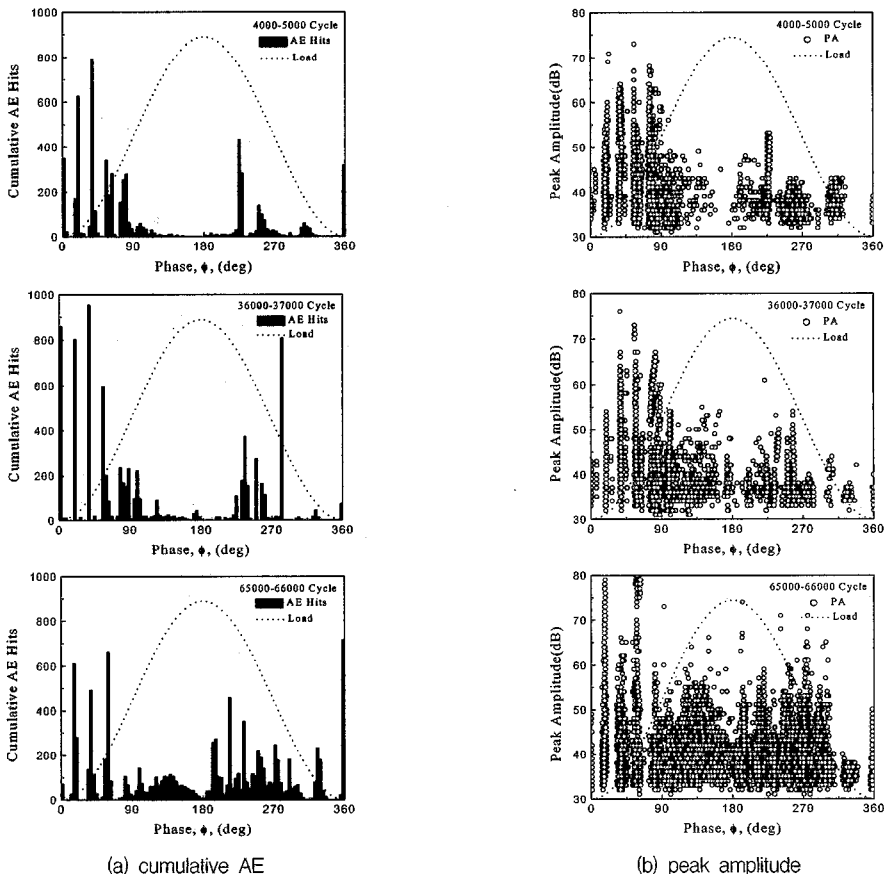 4000-5000 Cycle
AE Hits
Load
Cumulative AE Hits
1000
800
600
400
200
0
0 90 180 270 360
Phase, ϕ, (deg)
4000-5000 Cycle
PA
Load
Peak Amplitude(dB)
80
70
60
50
40
30
0 90 180 270 360
Phase, ϕ, (deg)
36000-37000 Cycle
AE Hits
Load
Cumulative AE Hits
1000
800
600
400
200
0
0 90 180 270 360
Phase, ϕ, (deg)
36000-37000 Cycle
PA
Load
Peak Amplitude(dB)
80
70
60
50
40
30
0 90 180 270 360
Phase, ϕ, (deg)
65000-66000 Cycle
AE Hits
Load
Cumulative AE Hits
1000
800
600
400
200
0
0 90 180 270 360
Phase, ϕ, (deg)
65000-66000 Cycle
PA
Load
Peak Amplitude(dB)
80
70
60
50
40
30
0 90 180 270 360
Phase, ϕ, (deg)
(a) cumulative AE
(b) peak amplitude